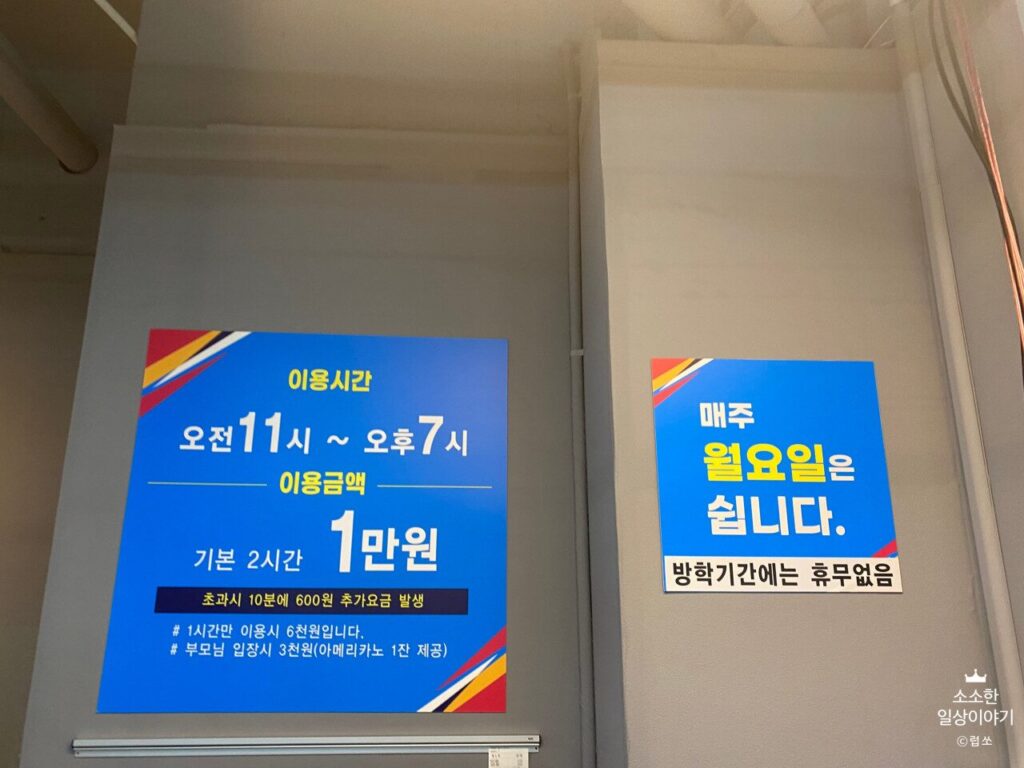 이용시간
오전11시 ~ 오후7시
이용금액
기본 2시간 1만원
초과시 10분에 600원 추가요금 발생
# 1시간만 이용시 6천원입니다.
# 부모님 입장시 3천원(아메리카노 1잔 제공)
매주
월요일은
쉽니다.
방학기간에는 휴무없음
소소한
일상이야기
©럽쏘